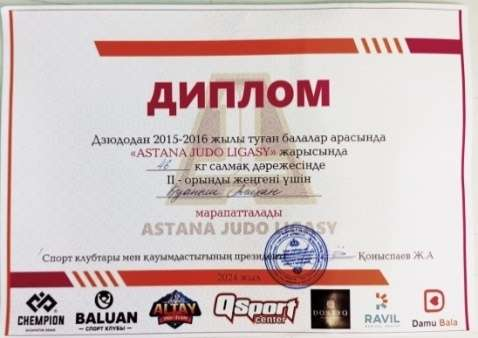 ДИПЛОМ
Дзюдодан 2015-2016 жылы туған балалар арасында
«ASTANA JUDO LIGASY» жарысында
кг салмақ дәрежесінде
II - орынды жеңгені үшін
марапатталады
ASTANA JUDO LIGASY
Спорт клубтары мен қауымдастығының президенті Қоныспаев Ж.А
2024 жыл
CHEMPION
BALUAN
СПОРТ КЛУБЫ
ALTAY
QSport
center
RAVIL
Damu Bala